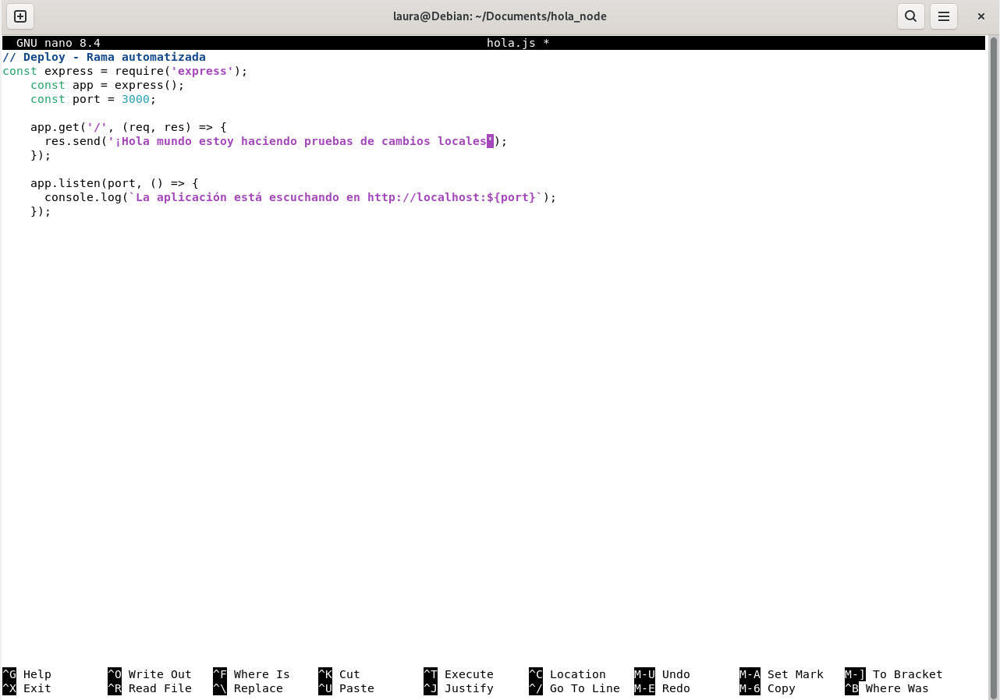 laura@Debian: ~/Documents/hola_node
GNU nano 8.4 hola.js *
// Deploy - Rama automatizada
const express = require('express');
    const app = express();
    const port = 3000;

    app.get('/', (req, res) => {
      res.send('¡Hola mundo estoy haciendo pruebas de cambios locales');
    });

    app.listen(port, () => {
      console.log(`La aplicación está escuchando en http://localhost:${port}`);
    });

^G Help ^O Write Out ^F Where Is ^K Cut ^T Execute ^C Location M-U Undo M-A Set Mark M-] To Bracket
^X Exit ^R Read File ^\ Replace ^U Paste ^J Justify ^/ Go To Line M-E Redo M-6 Copy ^B Where Was